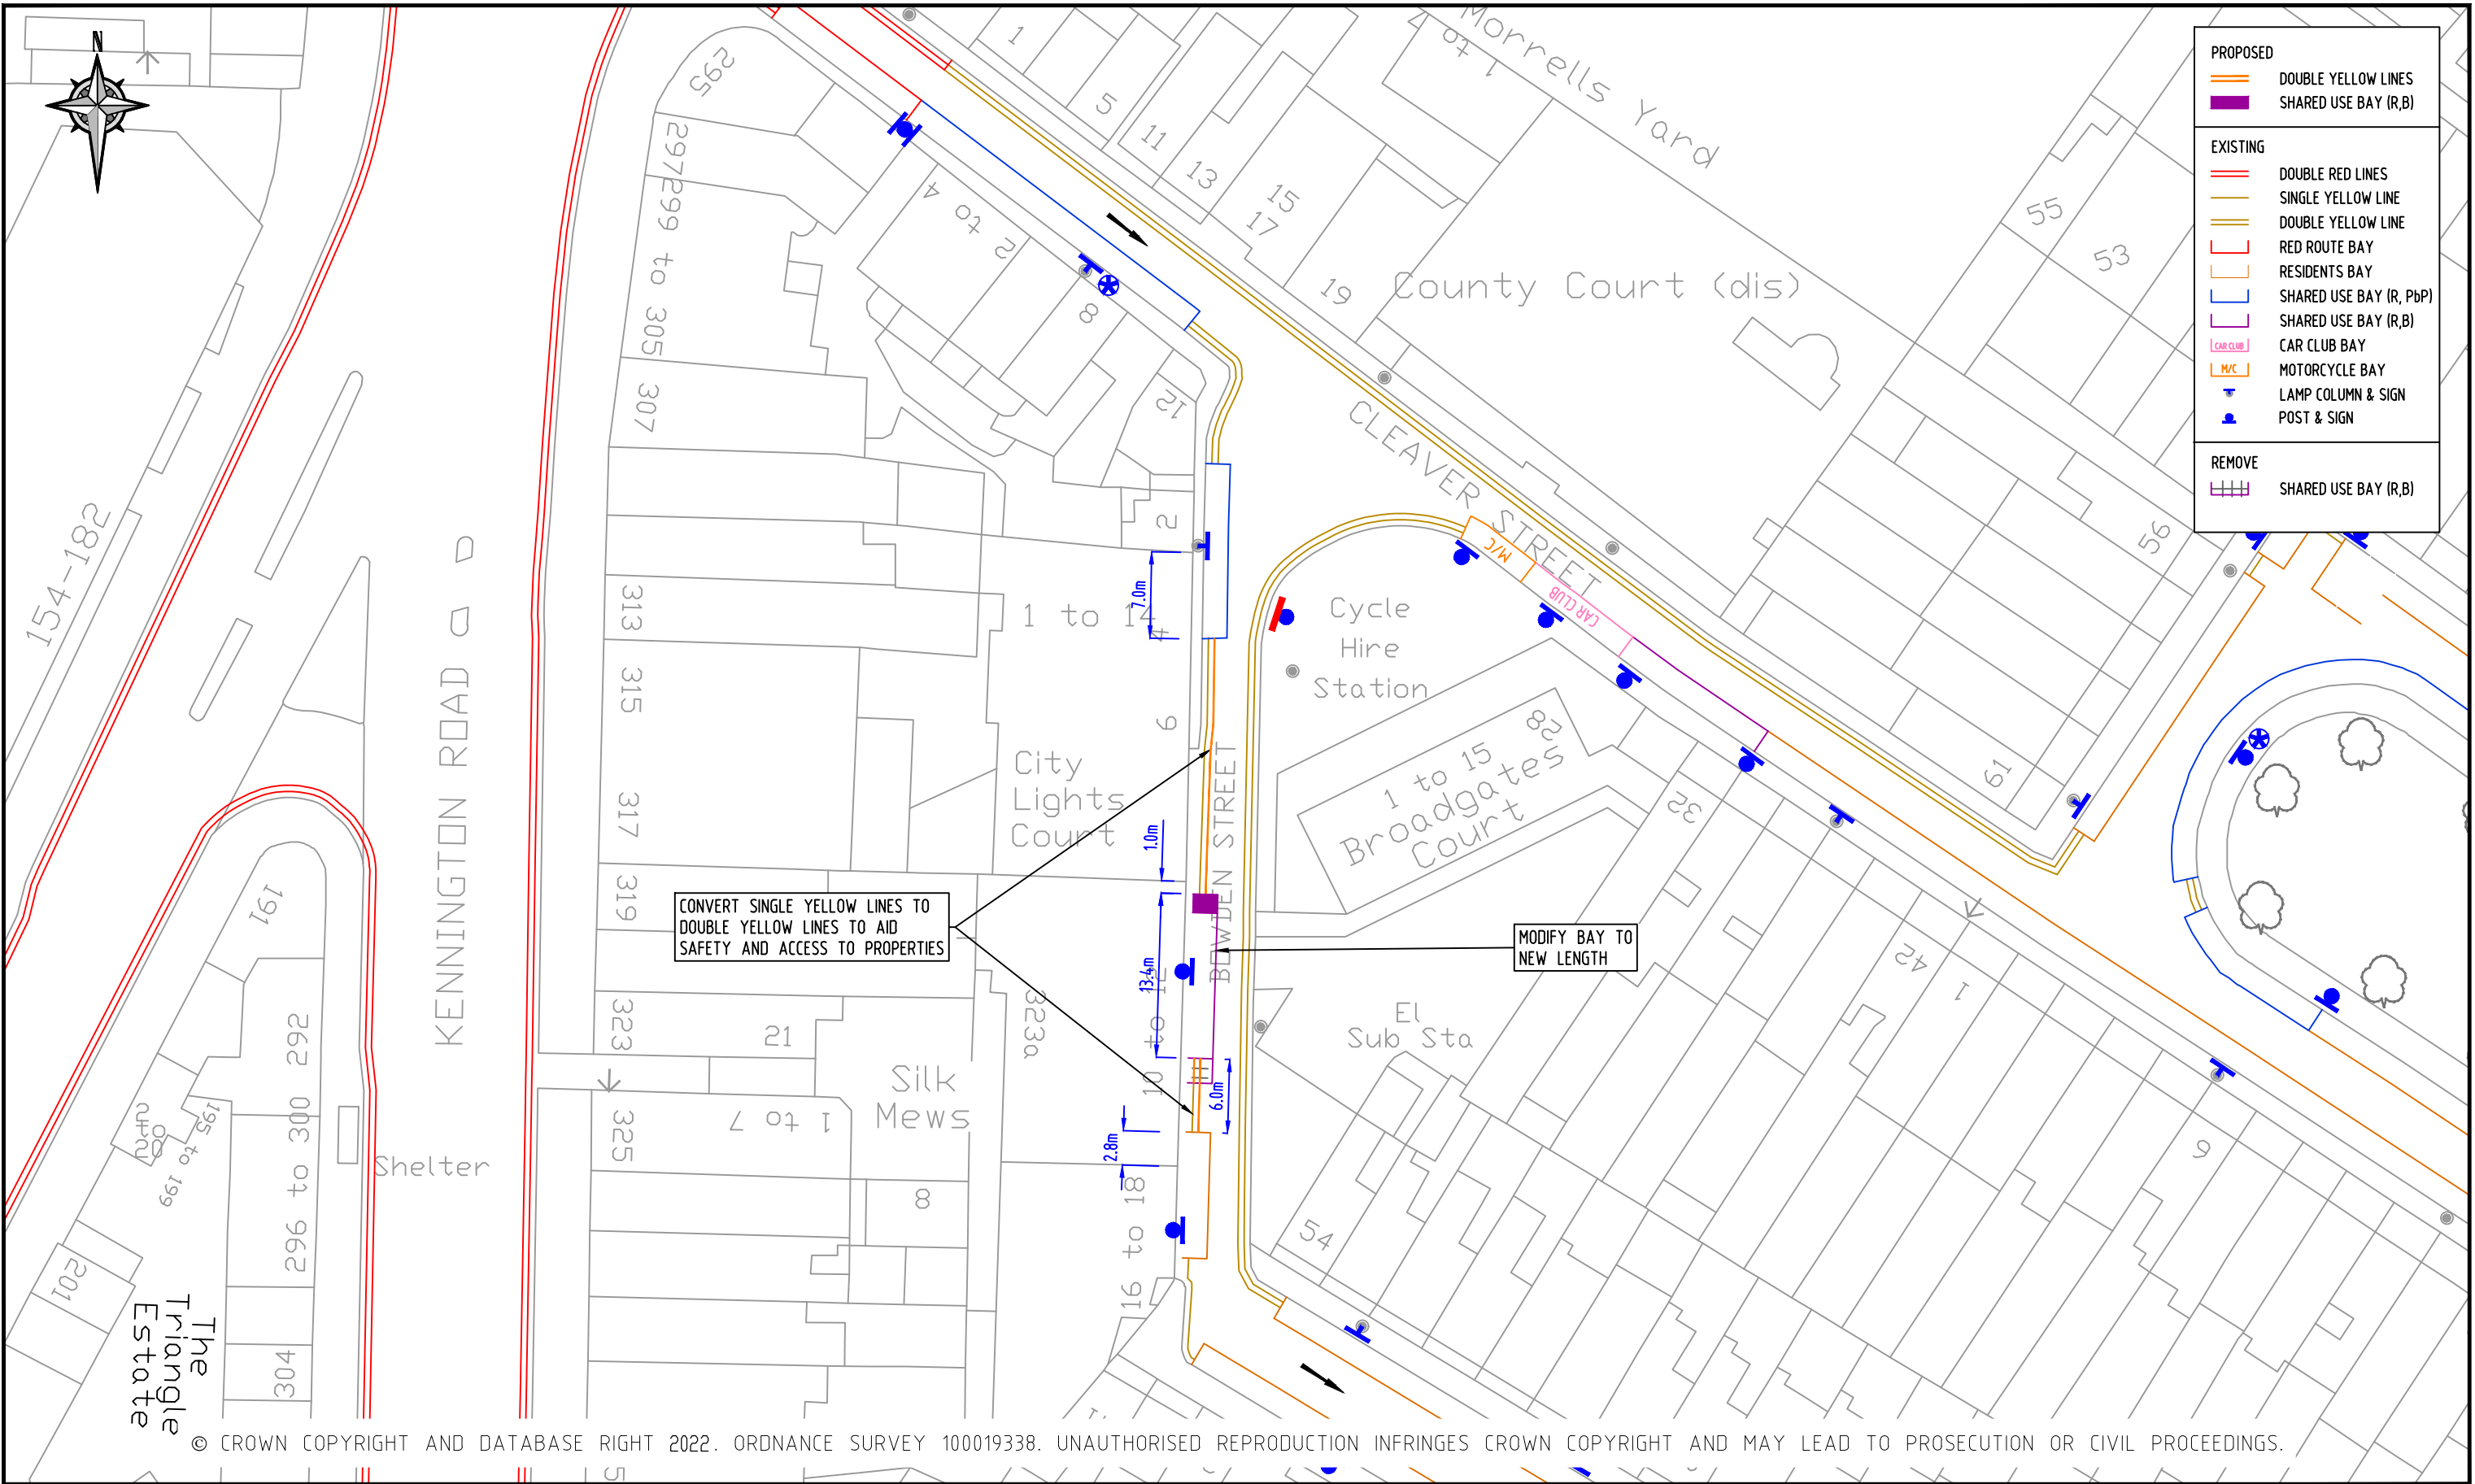 N
PROPOSED
DOUBLE YELLOW LINES
SHARED USE BAY (R,B)
EXISTING
DOUBLE RED LINES
SINGLE YELLOW LINE
DOUBLE YELLOW LINE
RED ROUTE BAY
RESIDENTS BAY
SHARED USE BAY (R, PbP)
SHARED USE BAY (R,B)
CAR CLUB
CAR CLUB BAY
M/C
MOTORCYCLE BAY
LAMP COLUMN & SIGN
POST & SIGN
REMOVE
SHARED USE BAY (R,B)
295
297
299 to 305
307
313
315
317
319
323
325
323a
2 to 4
8
12
1
5
11
13
15
17
19
1 to 4
Morrells Yard
County Court (dis)
55
53
56
61
CLEAVER STREET
M/C
CAR CLUB
Cycle
Hire
Station
1 to 15
Broadgates
Court
28
32
42
1
9
54
El
Sub Sta
2
4
6
1 to 14
7.0m
City
Lights
Court
1.0m
BOWDEN STREET
13.4m
10 to 12
6.0m
2.8m
16 to 18
CONVERT SINGLE YELLOW LINES TO
DOUBLE YELLOW LINES TO AID
SAFETY AND ACCESS TO PROPERTIES
MODIFY BAY TO
NEW LENGTH
154-182
KENNINGTON ROAD
191
195 to 199
201
292
296 to 300
304
Shelter
21
Silk
Mews
1 to 7
8
The
Triangle
Estate
© CROWN COPYRIGHT AND DATABASE RIGHT 2022. ORDNANCE SURVEY 100019338. UNAUTHORISED REPRODUCTION INFRINGES CROWN COPYRIGHT AND MAY LEAD TO PROSECUTION OR CIVIL PROCEEDINGS.